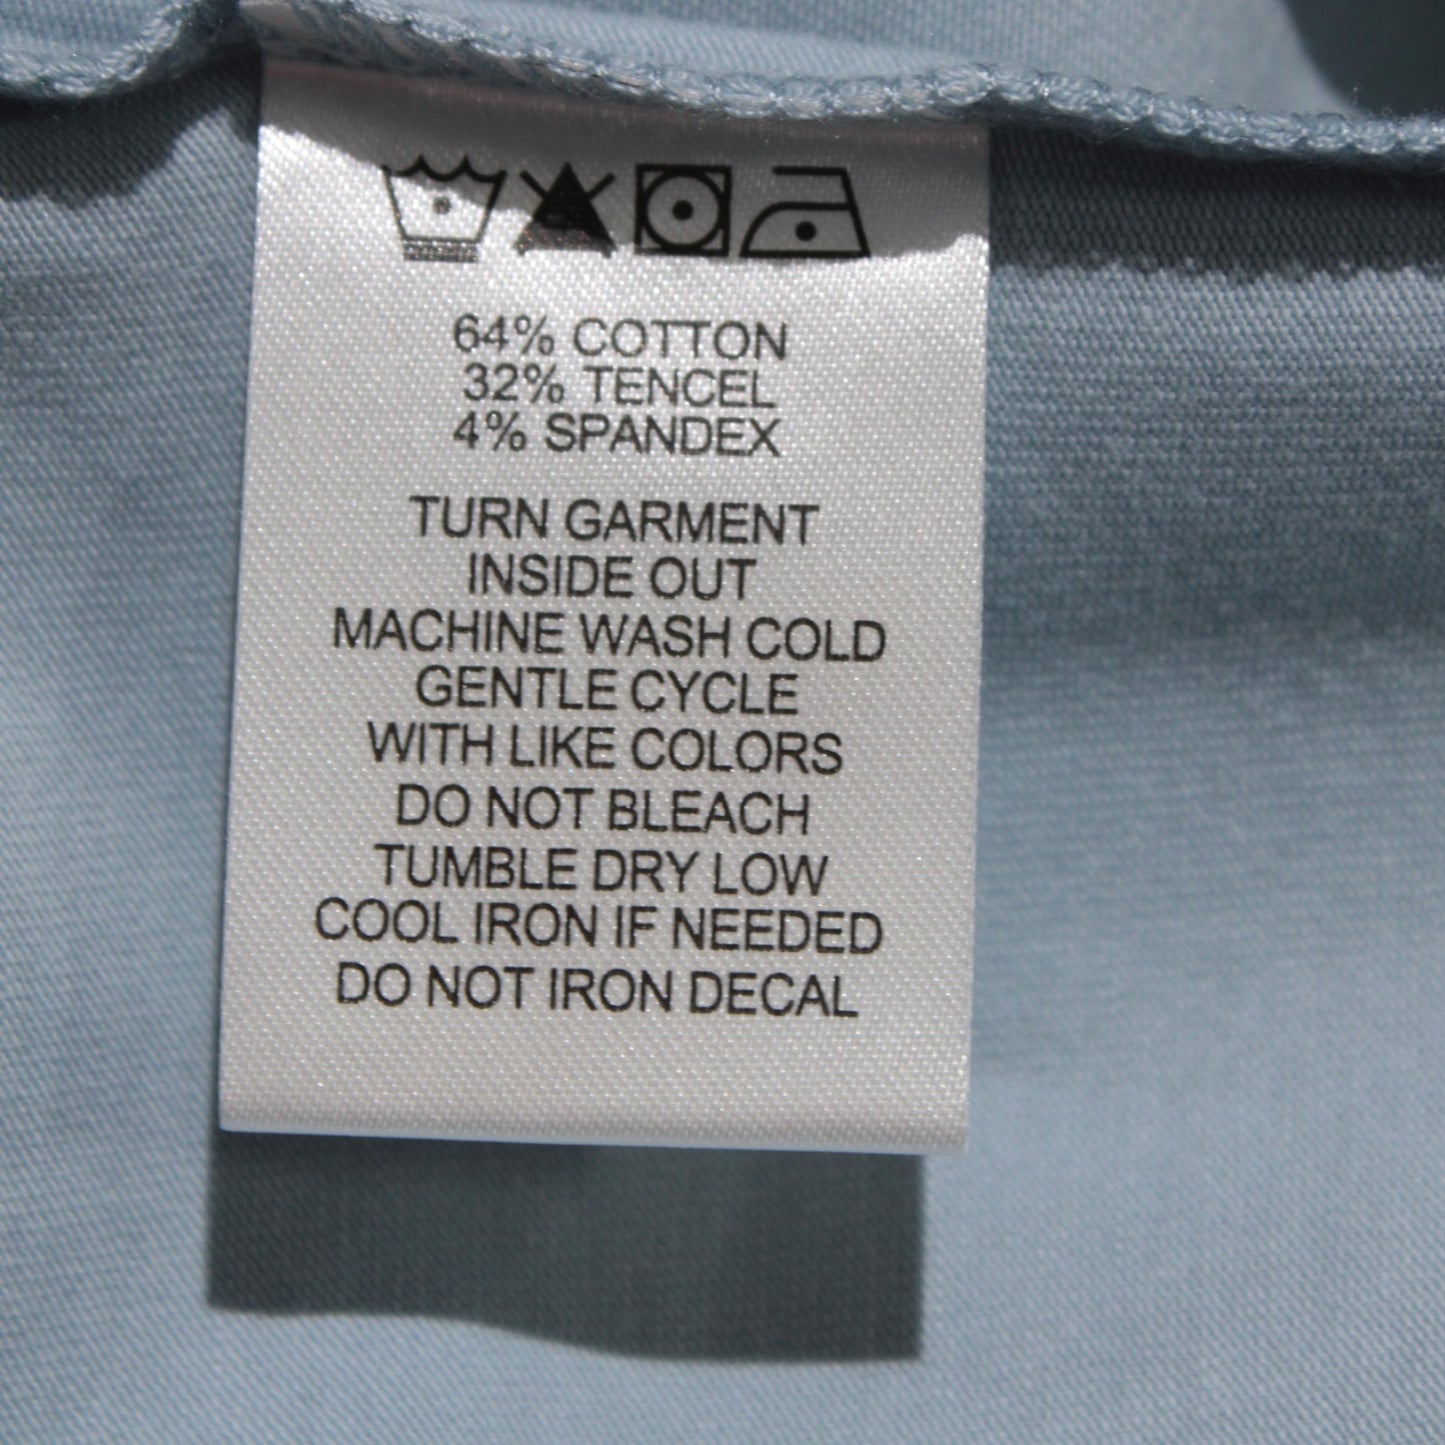 64% COTTON
32% TENCEL
4% SPANDEX
TURN GARMENT
INSIDE OUT
MACHINE WASH COLD
GENTLE CYCLE
WITH LIKE COLORS
DO NOT BLEACH
TUMBLE DRY LOW
COOL IRON IF NEEDED
DO NOT IRON DECAL